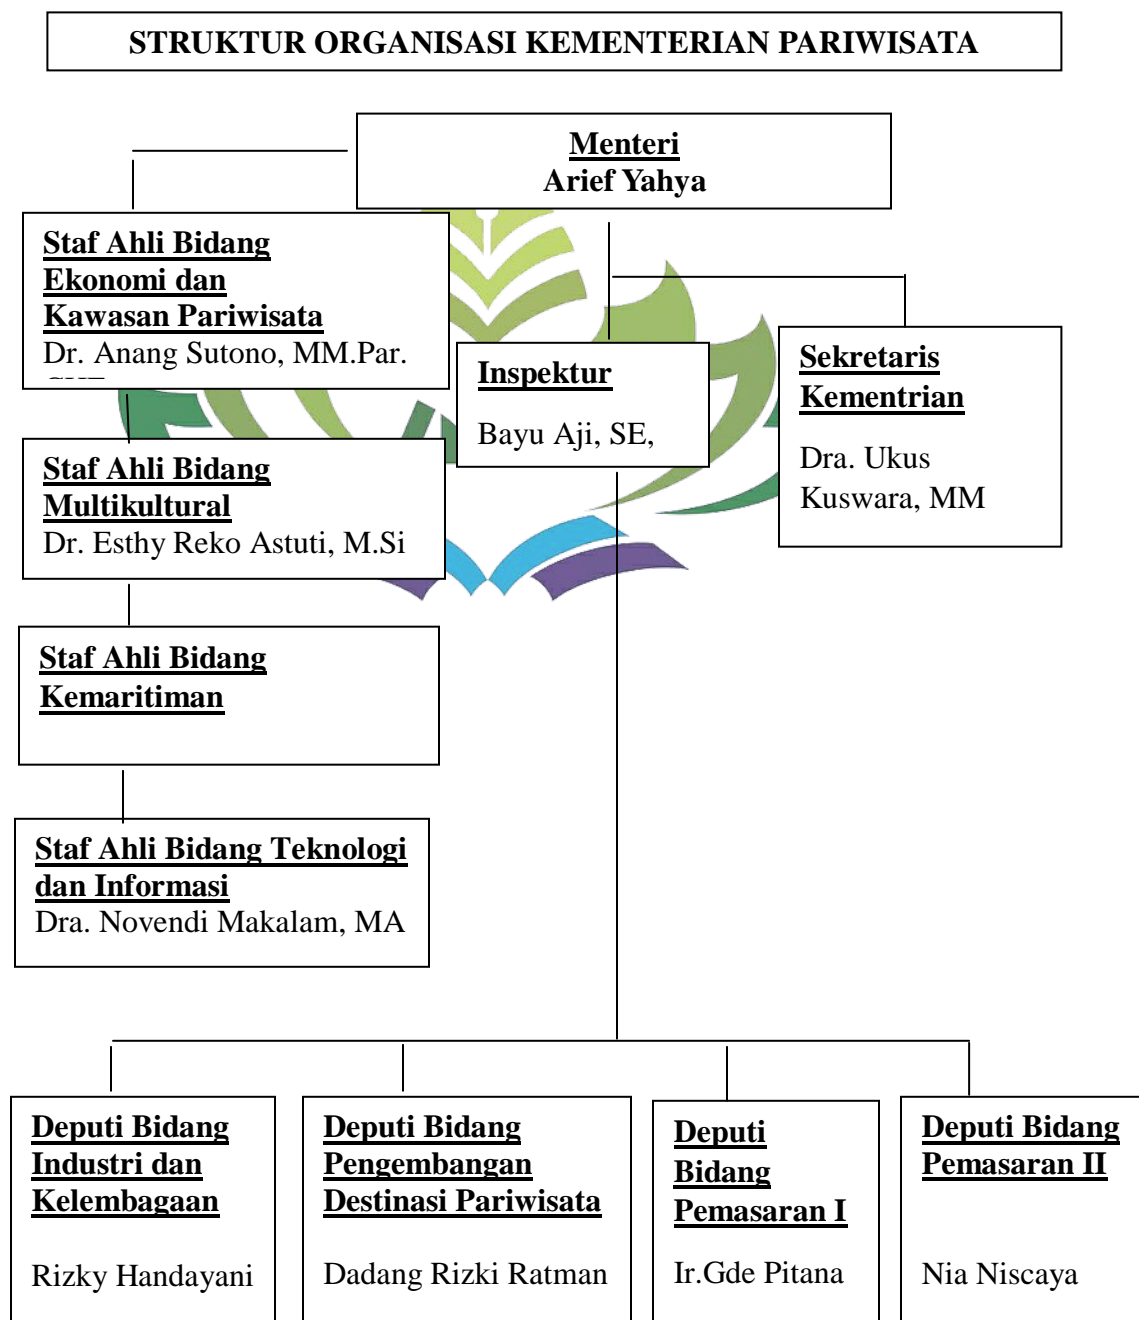 STRUKTUR ORGANISASI KEMENTERIAN PARIWISATA
Menteri
Arief Yahya
Staf Ahli Bidang
Ekonomi dan
Kawasan Pariwisata
Dr. Anang Sutono, MM.Par.
Inspektur
Bayu Aji, SE,
Sekretaris
Kementrian
Dra. Ukus
Kuswara, MM
Staf Ahli Bidang
Multikultural
Dr. Esthy Reko Astuti, M.Si
Staf Ahli Bidang
Kemaritiman
Staf Ahli Bidang Teknologi
dan Informasi
Dra. Novendi Makalam, MA
Deputi Bidang
Industri dan
Kelembagaan
Rizky Handayani
Deputi Bidang
Pengembangan
Destinasi Pariwisata
Dadang Rizki Ratman
Deputi
Bidang
Pemasaran I
Ir.Gde Pitana
Deputi Bidang
Pemasaran II
Nia Niscaya